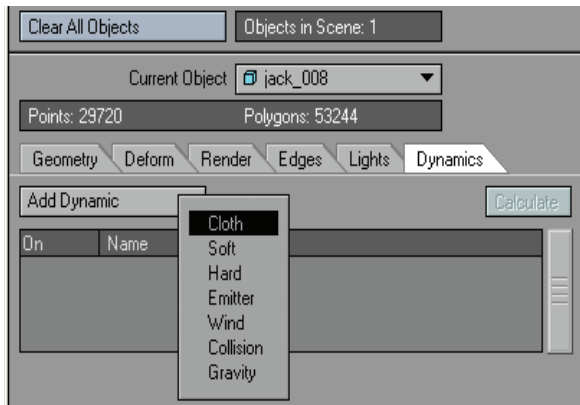 Clear All Objects Objects in Scene: 1
Current Object jack_008
Points: 29720 Polygons: 53244
Geometry Deform Render Edges Lights Dynamics
Add Dynamic Calculate
On Name
Cloth
Soft
Hard
Emitter
Wind
Collision
Gravity